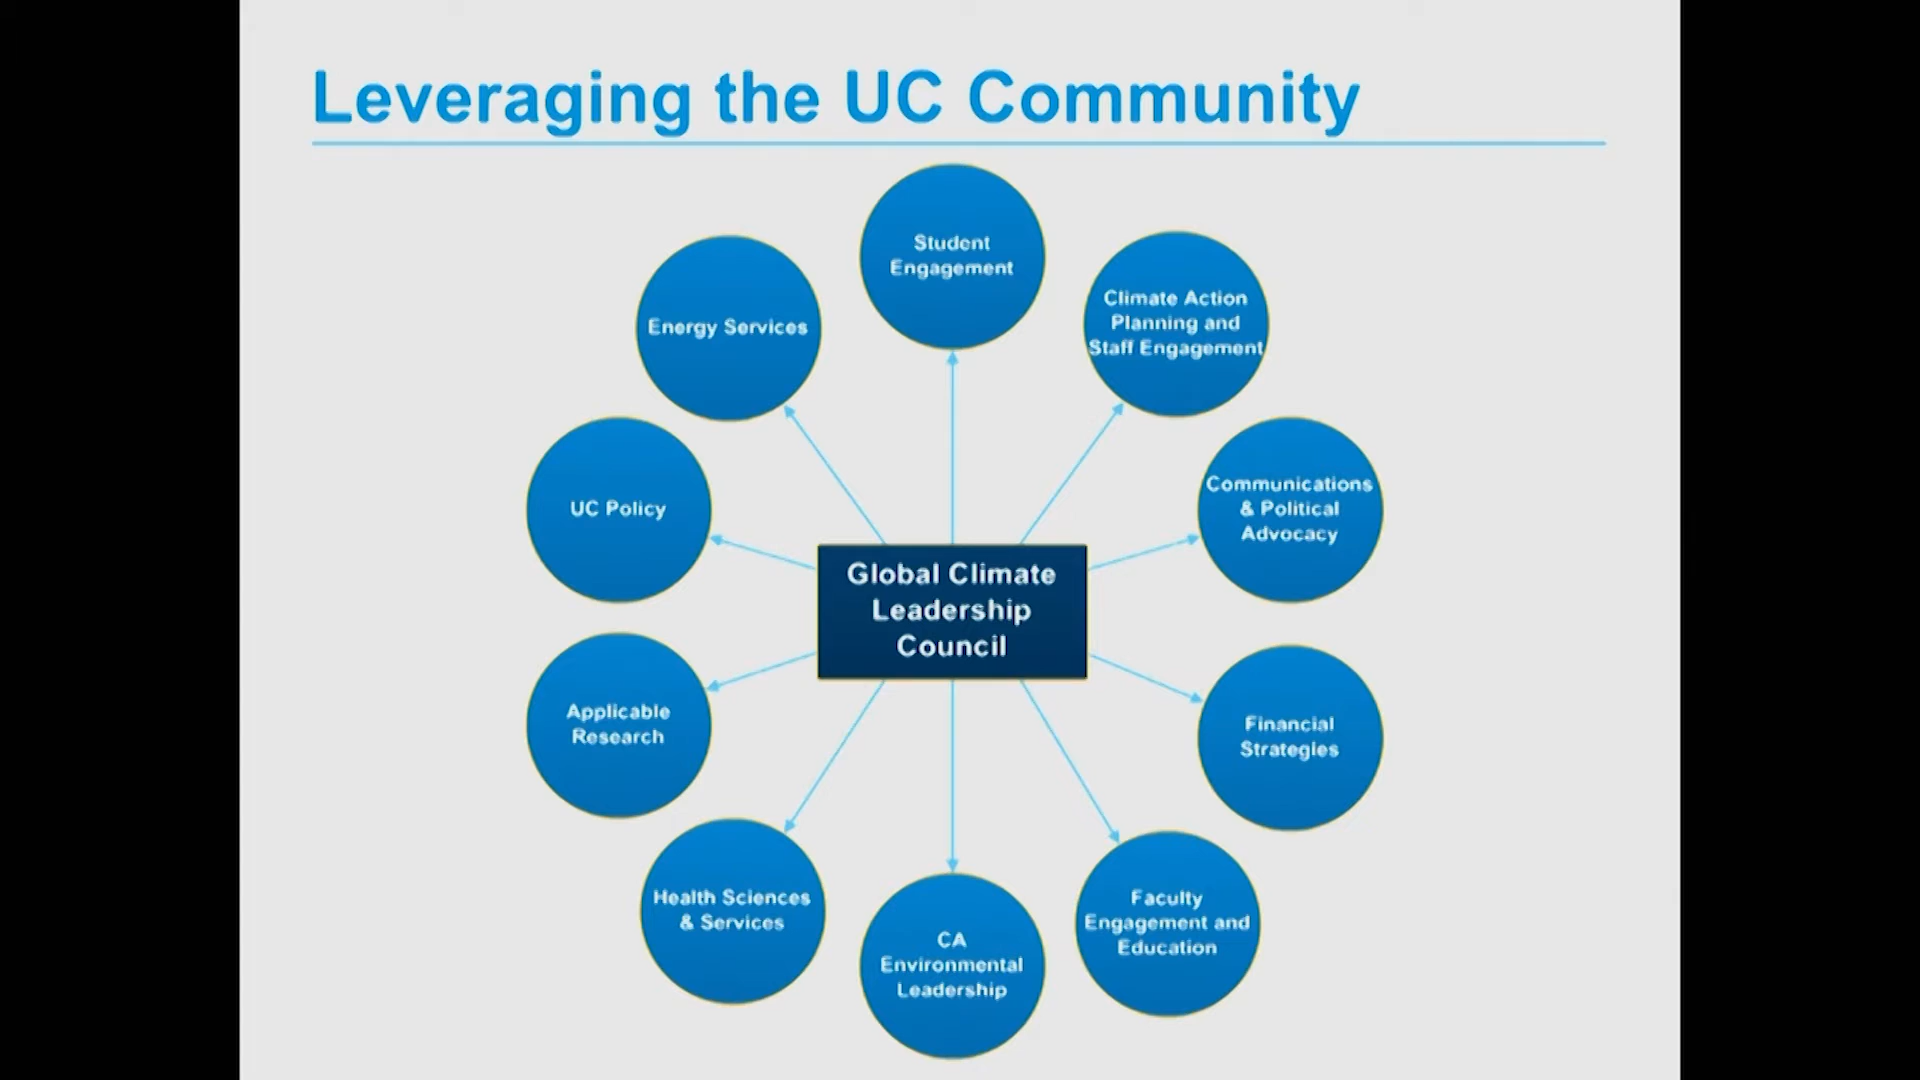 Leveraging the UC Community
Student
Engagement
Climate Action
Planning and
Staff Engagement
Communications
& Political
Advocacy
Financial
Strategies
Faculty
Engagement and
Education
CA
Environmental
Leadership
Health Sciences
& Services
Applicable
Research
UC Policy
Energy Services
Global Climate
Leadership
Council